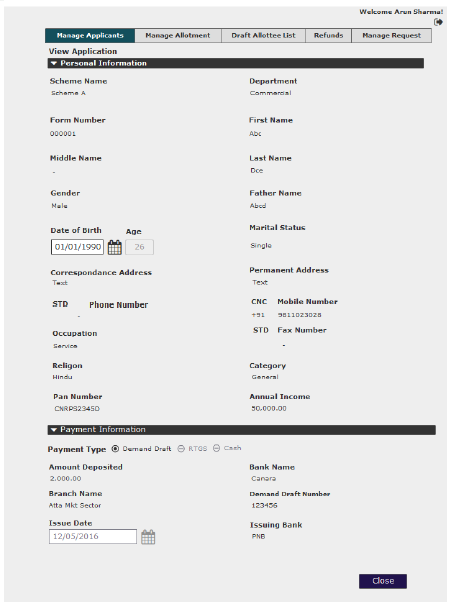 Welcome Arun Sharma!
Manage Applicants Manage Allotment Draft Allottee List Refunds Manage Request
View Application
Personal Information
Scheme Name Department
Scheme A Commercial
Form Number First Name
000001 Abc
Middle Name Last Name
- Dce
Gender Father Name
Male Abcd
Date of Birth Age Marital Status
01/01/1990 26 Single
Correspondance Address Permanent Address
Text Text
STD Phone Number CNC Mobile Number
- +91 9811023028
Occupation STD Fax Number
Service -
Religon Category
Hindu General
Pan Number Annual Income
CNRPS2345D 50,000.00
Payment Information
Payment Type Demand Draft RTGS Cash
Amount Deposited Bank Name
2,000.00 Canara
Branch Name Demand Draft Number
Atta Mkt Sector 123456
Issue Date Issuing Bank
12/05/2016 PNB
Close